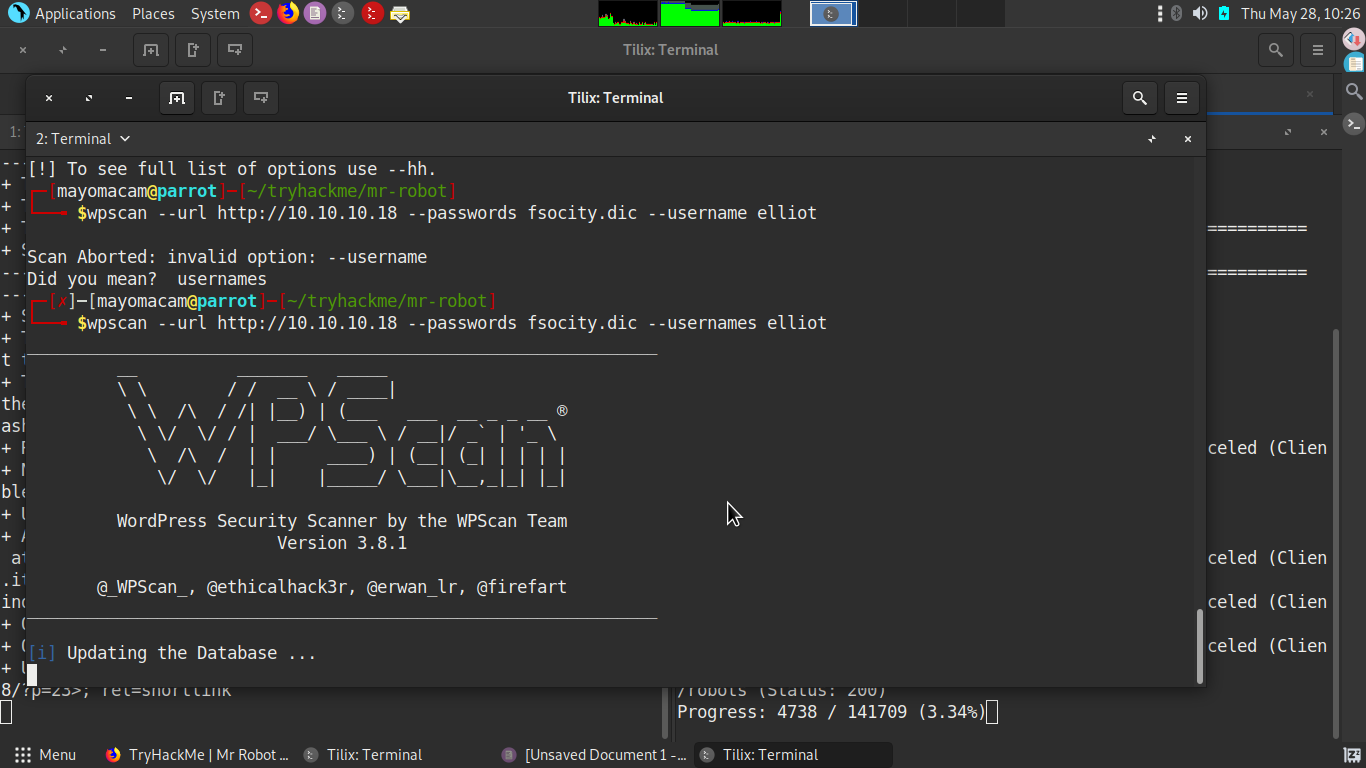 Applications Places System Thu May 28, 10:26
Tilix: Terminal
Tilix: Terminal
1:
2: Terminal
[!] To see full list of options use --hh.
[mayomacam@parrot]─[~/tryhackme/mr-robot]
$wpscan --url http://10.10.10.18 --passwords fsocity.dic --username elliot
Scan Aborted: invalid option: --username
Did you mean?  usernames
[✗]─[mayomacam@parrot]─[~/tryhackme/mr-robot]
$wpscan --url http://10.10.10.18 --passwords fsocity.dic --usernames elliot
WPScan ®
WordPress Security Scanner by the WPScan Team
Version 3.8.1
@_WPScan_, @ethicalhack3r, @erwan_lr, @firefart
[i] Updating the Database ...
==========
==========
celed (Clien
celed (Clien
celed (Clien
celed (Clien
8/?p=23>; rel=shortlink
/robots (Status: 200)
Progress: 4738 / 141709 (3.34%)
Menu TryHackMe | Mr Robot ... Tilix: Terminal [Unsaved Document 1 -... Tilix: Terminal